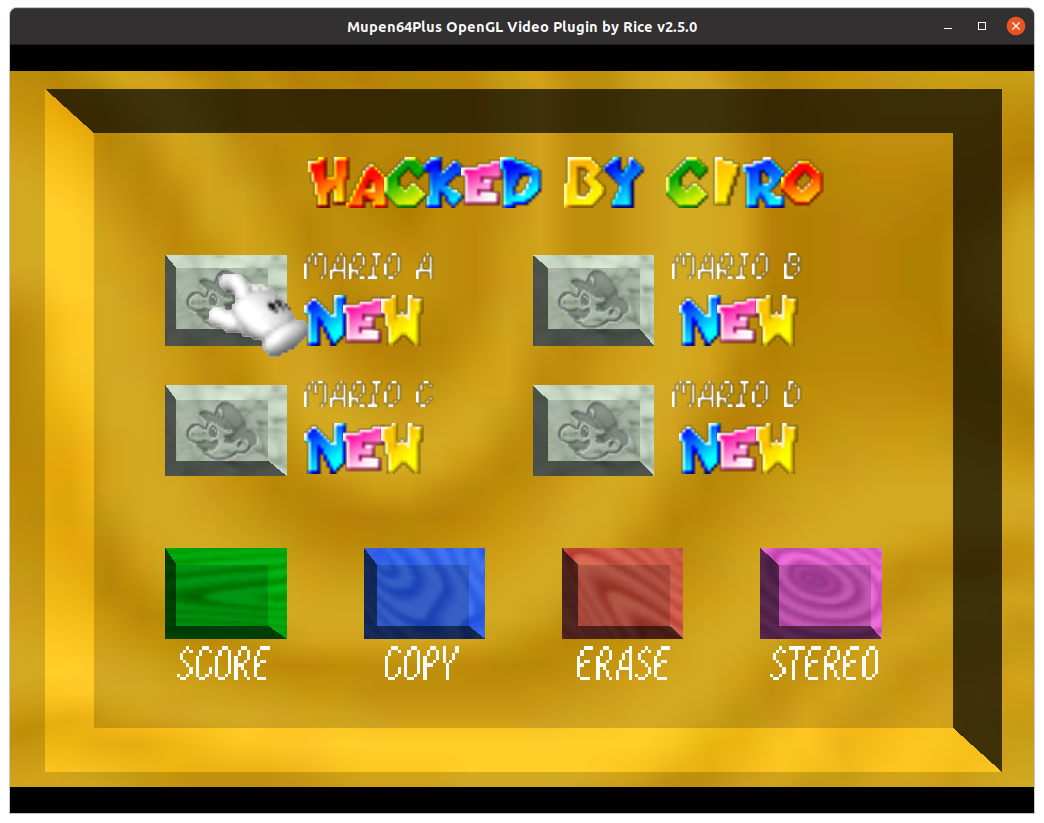 Mupen64Plus OpenGL Video Plugin by Rice v2.5.0
HACKED BY CIRO
MARIO A
NEW
MARIO B
NEW
MARIO C
NEW
MARIO D
NEW
SCORE
COPY
ERASE
STEREO